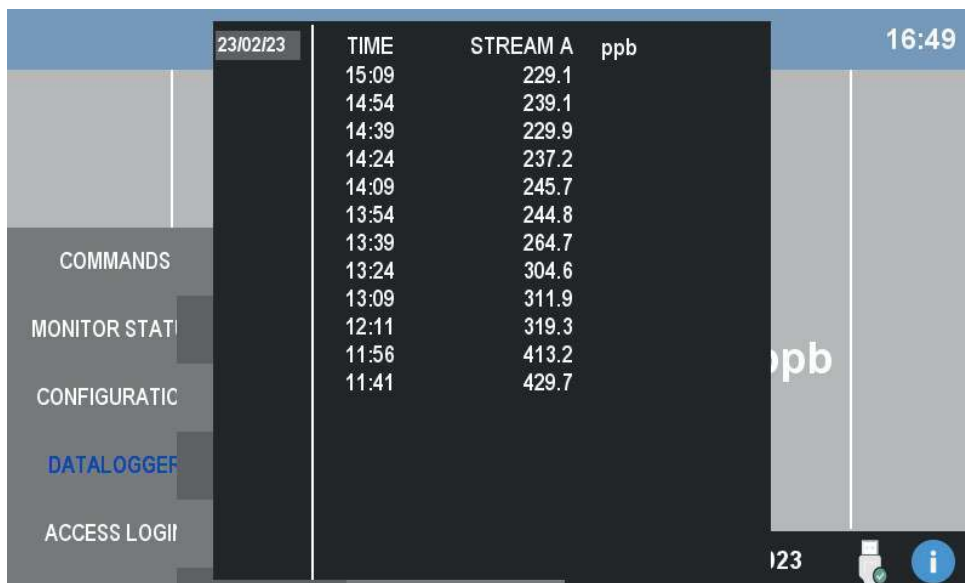 16:49
23/02/23
TIME STREAM A ppb
15:09 229.1
14:54 239.1
14:39 229.9
14:24 237.2
14:09 245.7
13:54 244.8
13:39 264.7
13:24 304.6
13:09 311.9
12:11 319.3
11:56 413.2
11:41 429.7
COMMANDS
MONITOR STATU
ppb
CONFIGURATIO
DATALOGGER
ACCESS LOGIN
023
i